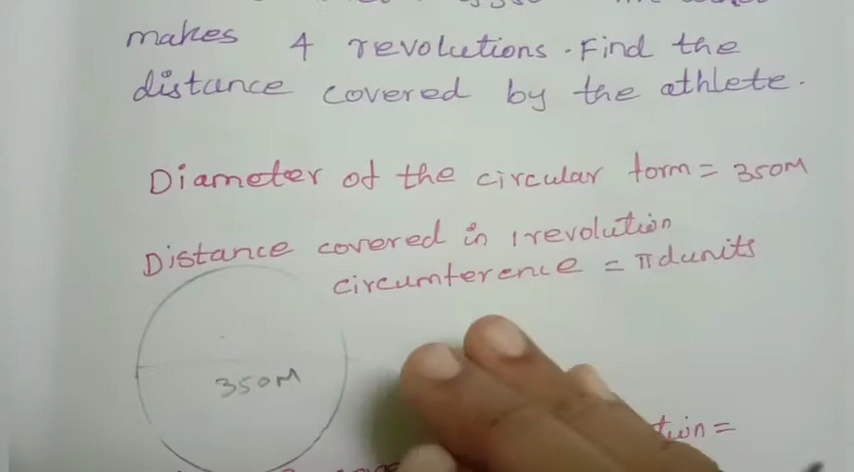 makes 4 revolutions. Find the
distance covered by the athlete.
Diameter of the circular form = 350M
Distance covered in 1 revolution
circumference = πd units
350M